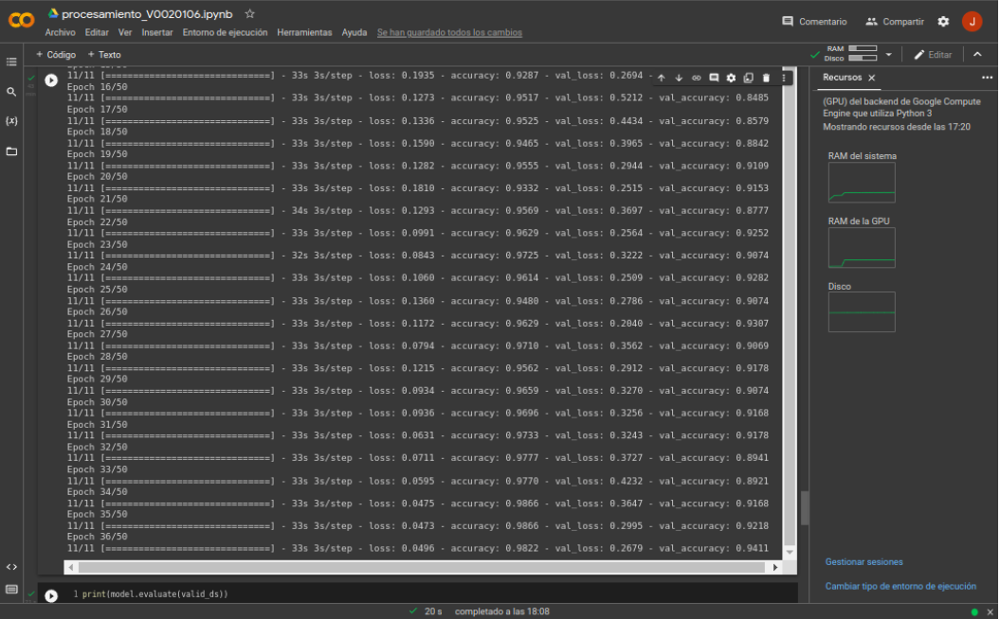 procesamiento_V0020106.ipynb
Comentario
Compartir
J
Archivo Editar Ver Insertar Entorno de ejecución Herramientas Ayuda Se han guardado todos los cambios
+ Código + Texto
RAM
Disco
Editar
11/11 [==============================] - 33s 3s/step - loss: 0.1935 - accuracy: 0.9287 - val_loss: 0.2694 -
Epoch 16/50
11/11 [==============================] - 33s 3s/step - loss: 0.1273 - accuracy: 0.9517 - val_loss: 0.5212 - val_accuracy: 0.8485
Epoch 17/50
11/11 [==============================] - 33s 3s/step - loss: 0.1336 - accuracy: 0.9525 - val_loss: 0.4434 - val_accuracy: 0.8579
Epoch 18/50
11/11 [==============================] - 33s 3s/step - loss: 0.1590 - accuracy: 0.9465 - val_loss: 0.3965 - val_accuracy: 0.8842
Epoch 19/50
11/11 [==============================] - 33s 3s/step - loss: 0.1282 - accuracy: 0.9555 - val_loss: 0.2944 - val_accuracy: 0.9109
Epoch 20/50
11/11 [==============================] - 33s 3s/step - loss: 0.1810 - accuracy: 0.9332 - val_loss: 0.2515 - val_accuracy: 0.9153
Epoch 21/50
11/11 [==============================] - 34s 3s/step - loss: 0.1293 - accuracy: 0.9569 - val_loss: 0.3697 - val_accuracy: 0.8777
Epoch 22/50
11/11 [==============================] - 33s 3s/step - loss: 0.0991 - accuracy: 0.9629 - val_loss: 0.2564 - val_accuracy: 0.9252
Epoch 23/50
11/11 [==============================] - 32s 3s/step - loss: 0.0843 - accuracy: 0.9725 - val_loss: 0.3222 - val_accuracy: 0.9074
Epoch 24/50
11/11 [==============================] - 33s 3s/step - loss: 0.1060 - accuracy: 0.9614 - val_loss: 0.2509 - val_accuracy: 0.9282
Epoch 25/50
11/11 [==============================] - 33s 3s/step - loss: 0.1360 - accuracy: 0.9480 - val_loss: 0.2786 - val_accuracy: 0.9074
Epoch 26/50
11/11 [==============================] - 33s 3s/step - loss: 0.1172 - accuracy: 0.9629 - val_loss: 0.2040 - val_accuracy: 0.9307
Epoch 27/50
11/11 [==============================] - 33s 3s/step - loss: 0.0794 - accuracy: 0.9710 - val_loss: 0.3562 - val_accuracy: 0.9069
Epoch 28/50
11/11 [==============================] - 33s 3s/step - loss: 0.1215 - accuracy: 0.9562 - val_loss: 0.2912 - val_accuracy: 0.9178
Epoch 29/50
11/11 [==============================] - 33s 3s/step - loss: 0.0934 - accuracy: 0.9659 - val_loss: 0.3270 - val_accuracy: 0.9074
Epoch 30/50
11/11 [==============================] - 33s 3s/step - loss: 0.0936 - accuracy: 0.9696 - val_loss: 0.3256 - val_accuracy: 0.9168
Epoch 31/50
11/11 [==============================] - 33s 3s/step - loss: 0.0631 - accuracy: 0.9733 - val_loss: 0.3243 - val_accuracy: 0.9178
Epoch 32/50
11/11 [==============================] - 33s 3s/step - loss: 0.0711 - accuracy: 0.9777 - val_loss: 0.3727 - val_accuracy: 0.8941
Epoch 33/50
11/11 [==============================] - 33s 3s/step - loss: 0.0595 - accuracy: 0.9770 - val_loss: 0.4232 - val_accuracy: 0.8921
Epoch 34/50
11/11 [==============================] - 33s 3s/step - loss: 0.0475 - accuracy: 0.9866 - val_loss: 0.3647 - val_accuracy: 0.9168
Epoch 35/50
11/11 [==============================] - 33s 3s/step - loss: 0.0473 - accuracy: 0.9866 - val_loss: 0.2995 - val_accuracy: 0.9218
Epoch 36/50
11/11 [==============================] - 33s 3s/step - loss: 0.0496 - accuracy: 0.9822 - val_loss: 0.2679 - val_accuracy: 0.9411
1 print(model.evaluate(valid_ds))
Recursos
(GPU) del backend de Google Compute
Engine que utiliza Python 3
Mostrando recursos desde las 17:20
RAM del sistema
RAM de la GPU
Disco
Gestionar sesiones
Cambiar tipo de entorno de ejecución
20 s completado a las 18:08